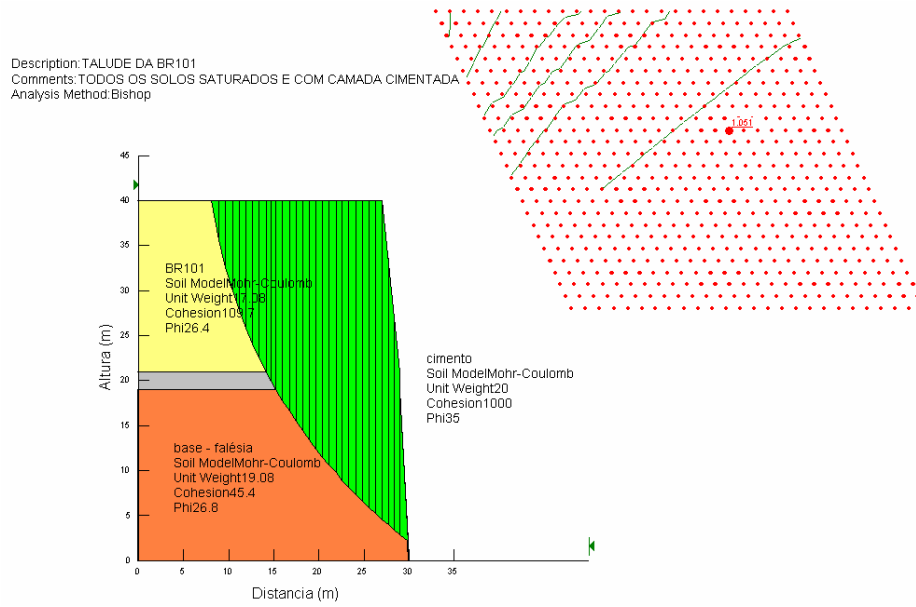 Description:TALUDE DA BR101
Comments:TODOS OS SOLOS SATURADOS E COM CAMADA CIMENTADA
Analysis Method:Bishop
1.051
45
40
35
30
25
20
15
10
5
0
Altura (m)
BR101
Soil ModelMohr-Coulomb
Unit Weight17.08
Cohesion109.7
Phi26.4
cimento
Soil ModelMohr-Coulomb
Unit Weight20
Cohesion1000
Phi35
base - falésia
Soil ModelMohr-Coulomb
Unit Weight19.08
Cohesion45.4
Phi26.8
0 5 10 15 20 25 30 35
Distancia (m)